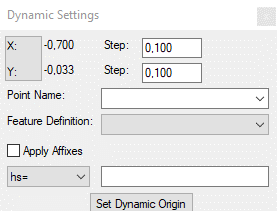 Dynamic Settings
X: -0,700 Step: 0,100
Y: -0,033 Step: 0,100
Point Name:
Feature Definition:
Apply Affixes
hs=
Set Dynamic Origin